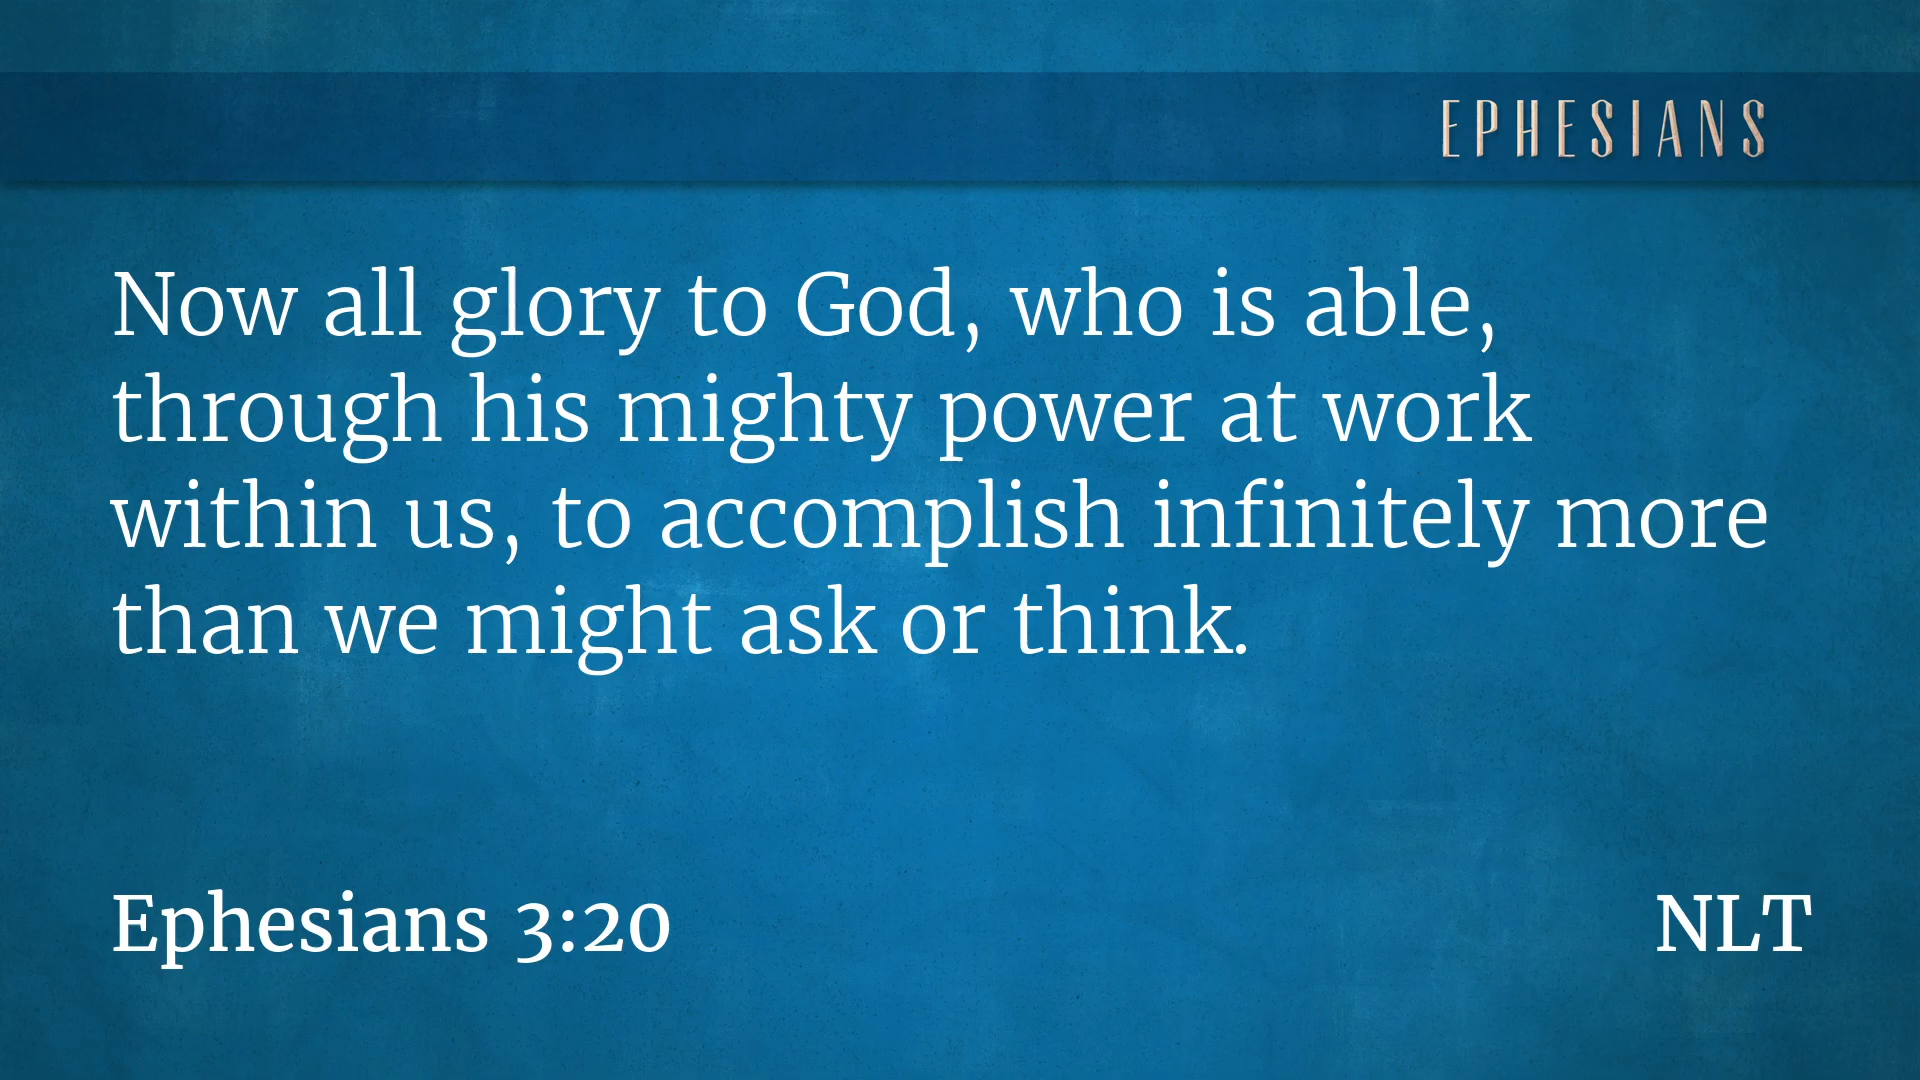 EPHESIANS
Now all glory to God, who is able,
through his mighty power at work
within us, to accomplish infinitely more
than we might ask or think.
Ephesians 3:20
NLT